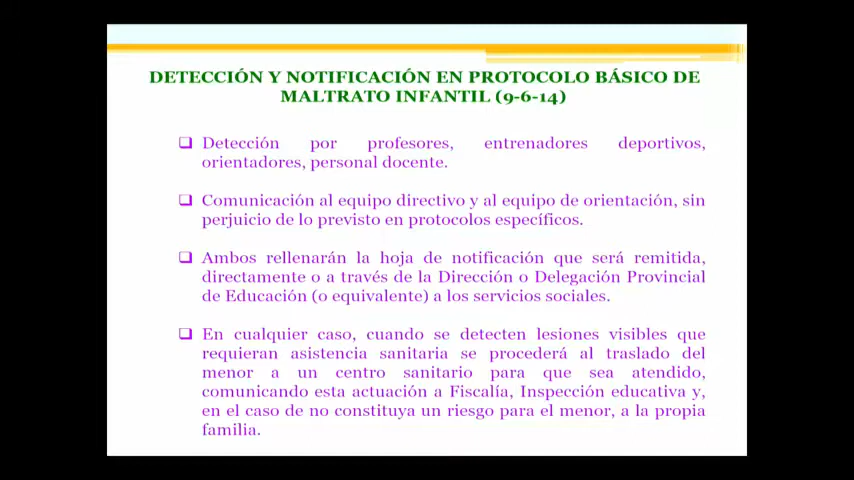 DETECCIÓN Y NOTIFICACIÓN EN PROTOCOLO BÁSICO DE
MALTRATO INFANTIL (9-6-14)
Detección por profesores, entrenadores deportivos,
orientadores, personal docente.
Comunicación al equipo directivo y al equipo de orientación, sin
perjuicio de lo previsto en protocolos específicos.
Ambos rellenarán la hoja de notificación que será remitida,
directamente o a través de la Dirección o Delegación Provincial
de Educación (o equivalente) a los servicios sociales.
En cualquier caso, cuando se detecten lesiones visibles que
requieran asistencia sanitaria se procederá al traslado del
menor a un centro sanitario para que sea atendido,
comunicando esta actuación a Fiscalía, Inspección educativa y,
en el caso de no constituya un riesgo para el menor, a la propia
familia.